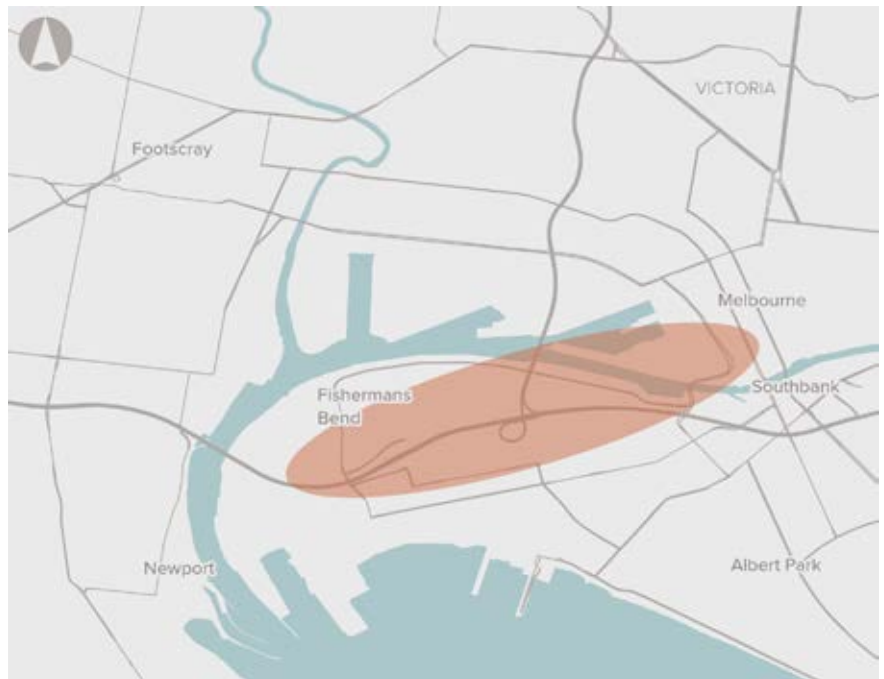 VICTORIA
Footscray
Melbourne
Fishermans
Bend
Southbank
Newport
Albert Park